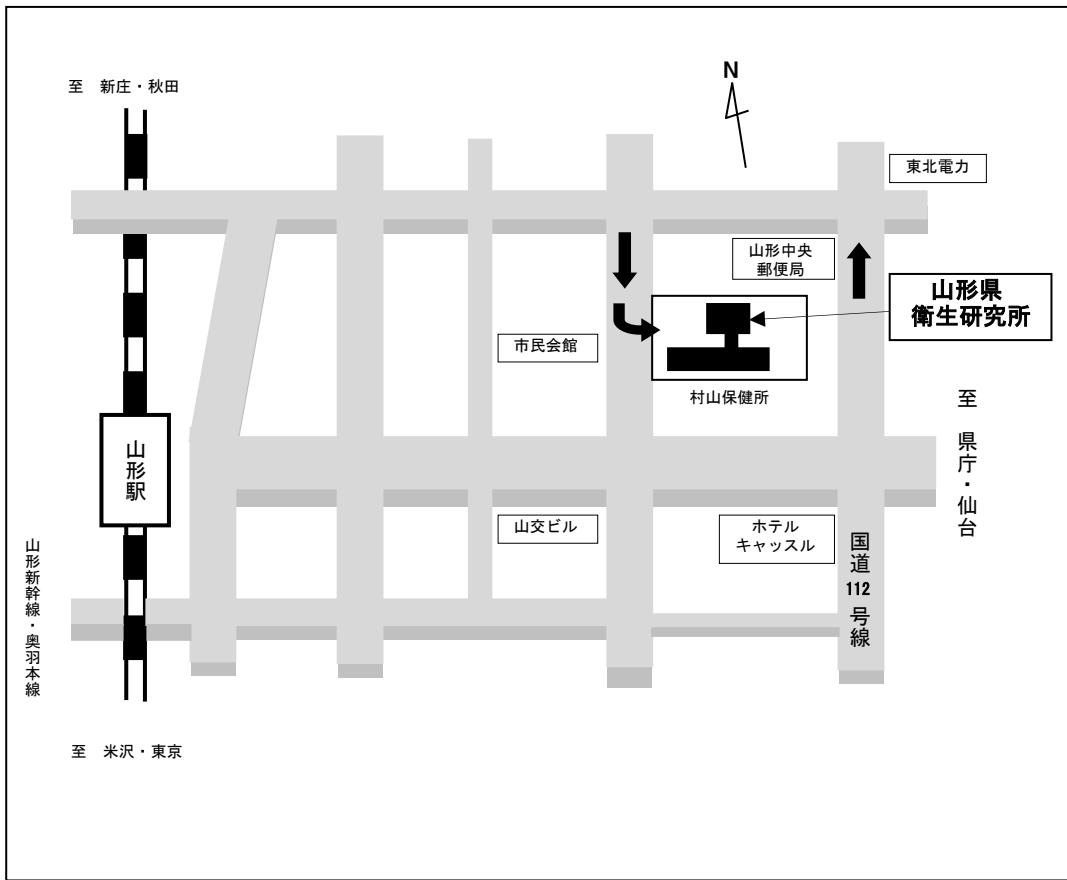 N
至　新庄・秋田
東北電力
山形中央
郵便局
山形県
衛生研究所
市民会館
村山保健所
至　県庁・仙台
山形駅
山交ビル
ホテル
キャッスル
国道112号線
山形新幹線・奥羽本線
至　米沢・東京